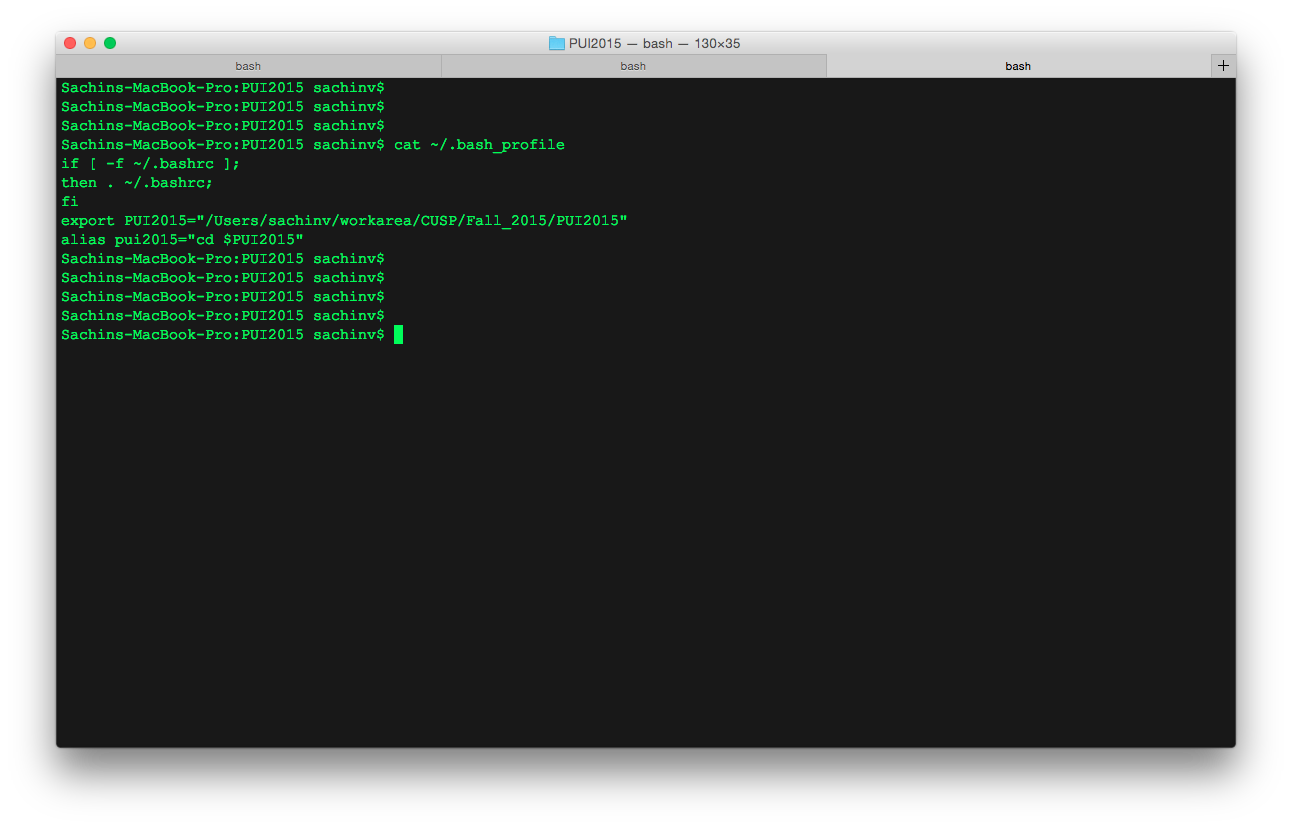 PUI2015 — bash — 130×35
bash bash bash +
Sachins-MacBook-Pro:PUI2015 sachinv$
Sachins-MacBook-Pro:PUI2015 sachinv$
Sachins-MacBook-Pro:PUI2015 sachinv$
Sachins-MacBook-Pro:PUI2015 sachinv$ cat ~/.bash_profile
if [ -f ~/.bashrc ];
then . ~/.bashrc;
fi
export PUI2015="/Users/sachinv/workarea/CUSP/Fall_2015/PUI2015"
alias pui2015="cd $PUI2015"
Sachins-MacBook-Pro:PUI2015 sachinv$
Sachins-MacBook-Pro:PUI2015 sachinv$
Sachins-MacBook-Pro:PUI2015 sachinv$
Sachins-MacBook-Pro:PUI2015 sachinv$
Sachins-MacBook-Pro:PUI2015 sachinv$